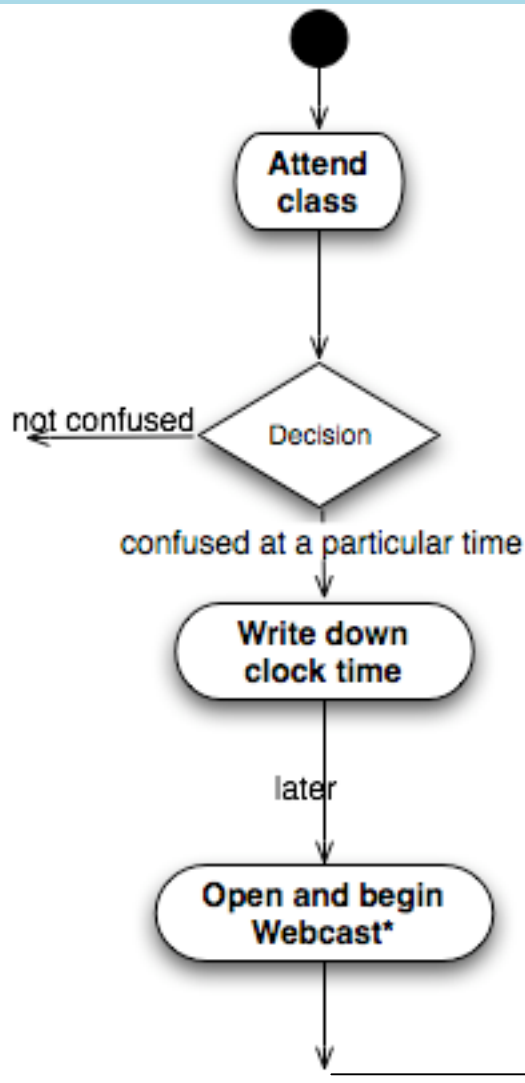 Attend
class
not confused
Decision
confused at a particular time
Write down
clock time
later
Open and begin
Webcast*